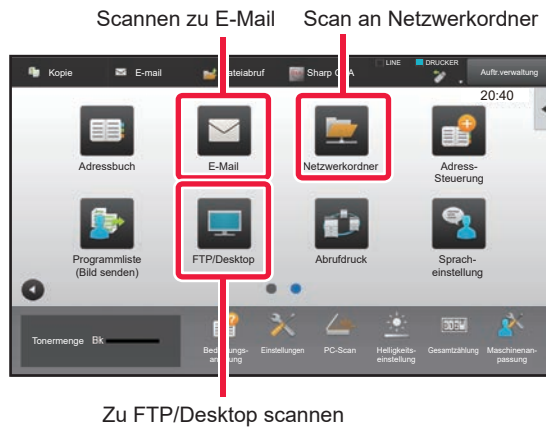 Scannen zu E-Mail Scan an Netzwerkordner
Kopie E-mail ateiabruf Sharp A LINE DRUCKER Auftr.verwaltung
20:40
Adressbuch E-Mail Netzwerkordner Adress-
Steuerung
Programmliste FTP/Desktop Abrufdruck Sprach-
(Bild senden) einstellung
Tonermenge Bk
Einstellungen PC-Scan Helligkeits- Gesamtzählung Maschinenan-
einstellung passung
Zu FTP/Desktop scannen